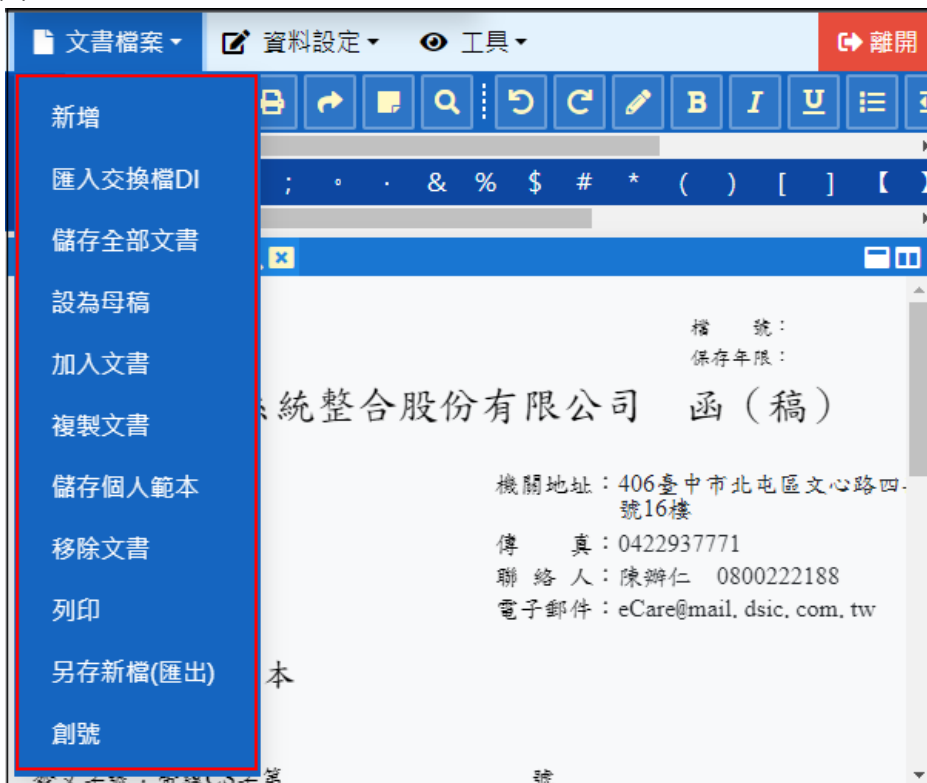 文書檔案 資料設定 工具 離開
新增
B I U
匯入交換檔DI
; 。 · & % $ # * ( ) [ ] 【
儲存全部文書
設為母稿
檔 號：
保存年限：
加入文書
統整合股份有限公司 函（稿）
複製文書
儲存個人範本
機關地址：406臺中市北屯區文心路四
號16樓
移除文書
傳 真：0422937771
聯 絡 人：陳辦仁 0800222188
電子郵件：eCare@mail.dsic.com.tw
列印
另存新檔(匯出)
本
創號
號